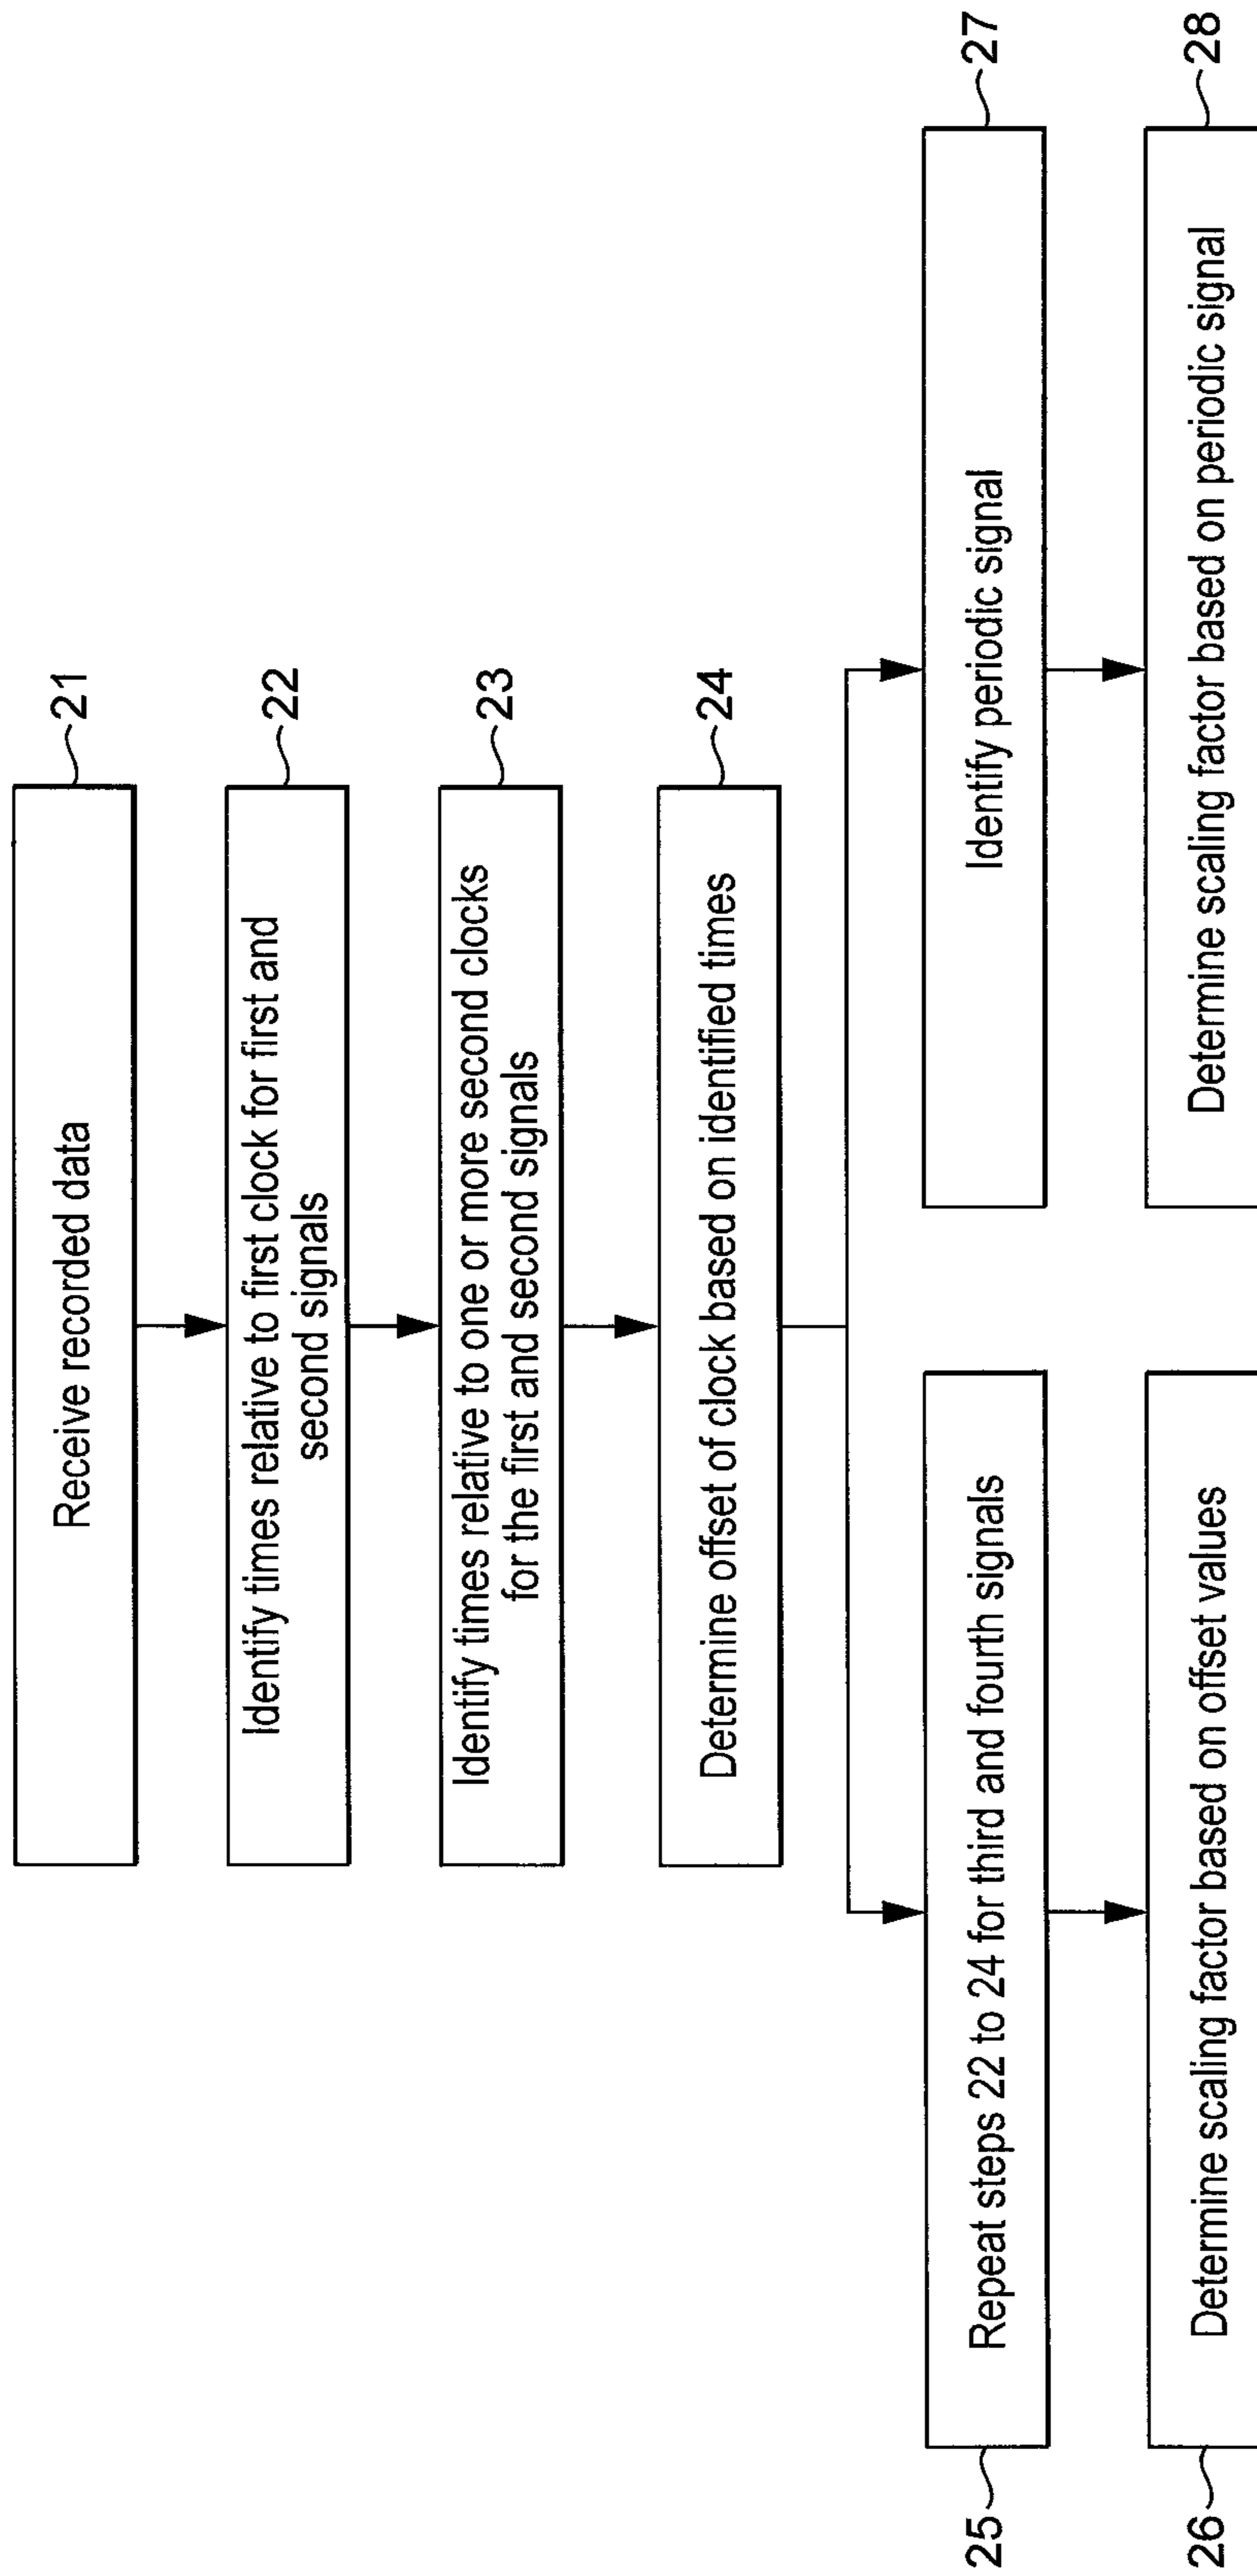 Receive recorded data
21
Identify times relative to first clock for first and
second signals
22
Identify times relative to one or more second clocks
for the first and second signals
23
Determine offset of clock based on identified times
24
Repeat steps 22 to 24 for third and fourth signals
25
Determine scaling factor based on offset values
26
Identify periodic signal
27
Determine scaling factor based on periodic signal
28